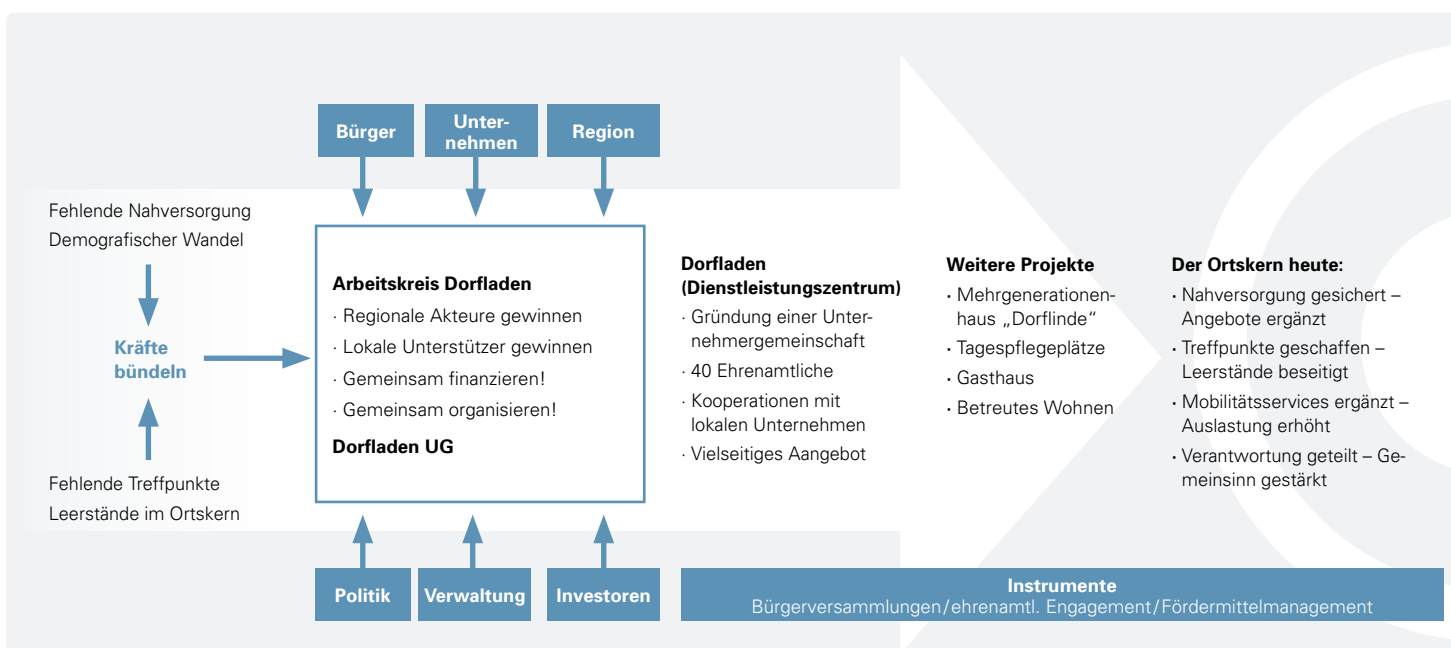 Bürger
Unter-
nehmen
Region
Fehlende Nahversorgung
Demografischer Wandel
Kräfte
bündeln
Fehlende Treffpunkte
Leerstände im Ortskern
Arbeitskreis Dorfladen
· Regionale Akteure gewinnen
· Lokale Unterstützer gewinnen
· Gemeinsam finanzieren!
· Gemeinsam organisieren!
Dorfladen UG
Politik
Verwaltung
Investoren
Dorfladen
(Dienstleistungszentrum)
· Gründung einer Unter-
nehmergemeinschaft
· 40 Ehrenamtliche
· Kooperationen mit
lokalen Unternehmen
· Vielseitiges Aangebot
Weitere Projekte
· Mehrgenerationen-
haus „Dorflinde“
· Tagespflegeplätze
· Gasthaus
· Betreutes Wohnen
Der Ortskern heute:
· Nahversorgung gesichert –
Angebote ergänzt
· Treffpunkte geschaffen –
Leerstände beseitigt
· Mobilitätsservices ergänzt –
Auslastung erhöht
· Verantwortung geteilt – Ge-
meinsinn gestärkt
Instrumente
Bürgerversammlungen/ehrenamtl. Engagement/Fördermittelmanagement